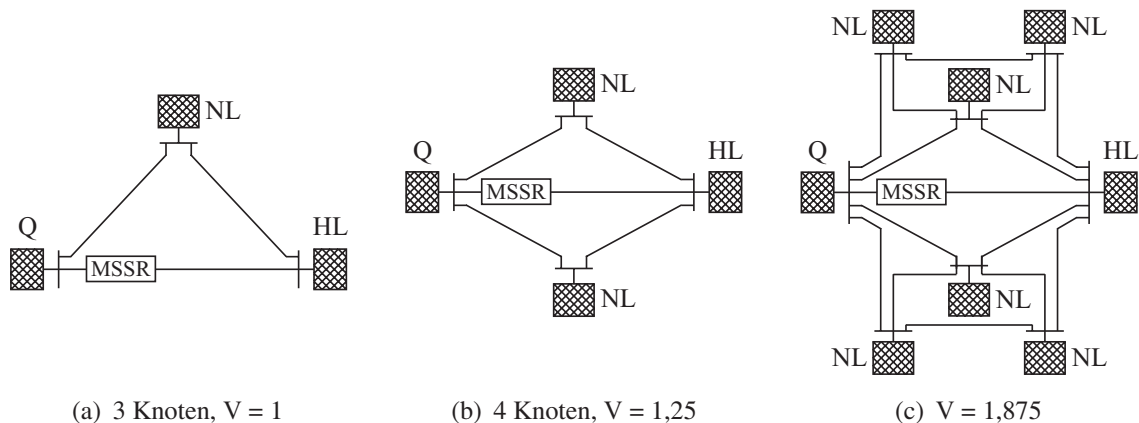 NL
Q
HL
MSSR
(a) 3 Knoten, V = 1
NL
Q
HL
MSSR
NL
(b) 4 Knoten, V = 1,25
NL
NL
NL
Q
HL
MSSR
NL
NL
NL
(c) V = 1,875